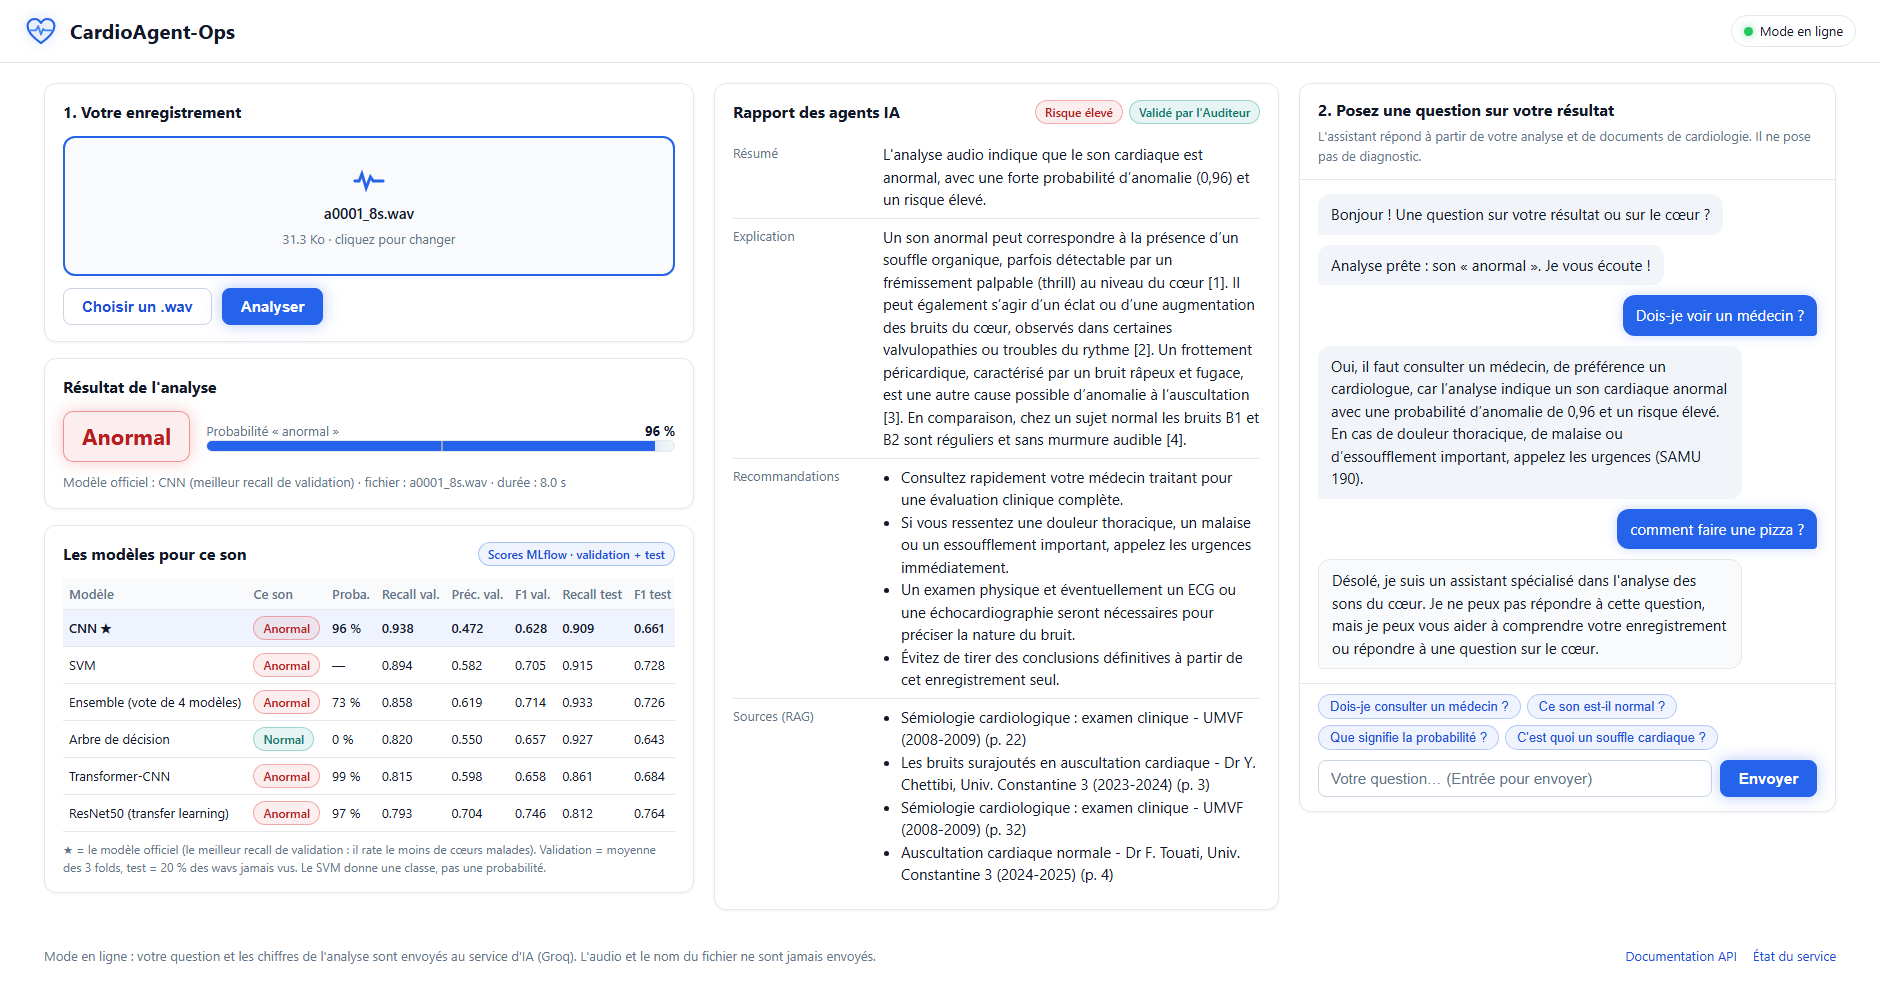 CardioAgent-Ops
Mode en ligne
1. Votre enregistrement
a0001_8s.wav
31.3 Ko · cliquez pour changer
Choisir un .wav
Analyser
Résultat de l'analyse
Anormal
Probabilité « anormal »
96 %
Modèle officiel : CNN (meilleur recall de validation) · fichier : a0001_8s.wav · durée : 8.0 s
Les modèles pour ce son
Scores MLflow · validation + test
Modèle Ce son Proba. Recall val. Préc. val. F1 val. Recall test F1 test
CNN ★ Anormal 96 % 0.938 0.472 0.628 0.909 0.661
SVM Anormal — 0.894 0.582 0.705 0.915 0.728
Ensemble (vote de 4 modèles) Anormal 73 % 0.858 0.619 0.714 0.933 0.726
Arbre de décision Normal 0 % 0.820 0.550 0.657 0.927 0.643
Transformer-CNN Anormal 99 % 0.815 0.598 0.658 0.861 0.684
ResNet50 (transfer learning) Anormal 97 % 0.793 0.704 0.746 0.812 0.764
★ = le modèle officiel (le meilleur recall de validation : il rate le moins de cœurs malades). Validation = moyenne
des 3 folds, test = 20 % des wavs jamais vus. Le SVM donne une classe, pas une probabilité.
Rapport des agents IA
Risque élevé
Validé par l'Auditeur
Résumé
L'analyse audio indique que le son cardiaque est
anormal, avec une forte probabilité d’anomalie (0,96) et
un risque élevé.
Explication
Un son anormal peut correspondre à la présence d’un
souffle organique, parfois détectable par un
frémissement palpable (thrill) au niveau du cœur [1]. Il
peut également s’agir d’un éclat ou d’une augmentation
des bruits du cœur, observés dans certaines
valvulopathies ou troubles du rythme [2]. Un frottement
péricardique, caractérisé par un bruit râpeux et fugace,
est une autre cause possible d’anomalie à l’auscultation
[3]. En comparaison, chez un sujet normal les bruits B1 et
B2 sont réguliers et sans murmure audible [4].
Recommandations
• Consultez rapidement votre médecin traitant pour
une évaluation clinique complète.
• Si vous ressentez une douleur thoracique, un malaise
ou un essoufflement important, appelez les urgences
immédiatement.
• Un examen physique et éventuellement un ECG ou
une échocardiographie seront nécessaires pour
préciser la nature du bruit.
• Évitez de tirer des conclusions définitives à partir de
cet enregistrement seul.
Sources (RAG)
• Sémiologie cardiologique : examen clinique - UMVF
(2008-2009) (p. 22)
• Les bruits surajoutés en auscultation cardiaque - Dr Y.
Chettibi, Univ. Constantine 3 (2023-2024) (p. 3)
• Sémiologie cardiologique : examen clinique - UMVF
(2008-2009) (p. 32)
• Auscultation cardiaque normale - Dr F. Touati, Univ.
Constantine 3 (2024-2025) (p. 4)
2. Posez une question sur votre résultat
L'assistant répond à partir de votre analyse et de documents de cardiologie. Il ne pose
pas de diagnostic.
Bonjour ! Une question sur votre résultat ou sur le cœur ?
Analyse prête : son « anormal ». Je vous écoute !
Dois-je voir un médecin ?
Oui, il faut consulter un médecin, de préférence un
cardiologue, car l’analyse indique un son cardiaque anormal
avec une probabilité d’anomalie de 0,96 et un risque élevé.
En cas de douleur thoracique, de malaise ou
d’essoufflement important, appelez les urgences (SAMU
190).
comment faire une pizza ?
Désolé, je suis un assistant spécialisé dans l'analyse des
sons du cœur. Je ne peux pas répondre à cette question,
mais je peux vous aider à comprendre votre enregistrement
ou répondre à une question sur le cœur.
Dois-je consulter un médecin ?
Ce son est-il normal ?
Que signifie la probabilité ?
C'est quoi un souffle cardiaque ?
Votre question… (Entrée pour envoyer)
Envoyer
Mode en ligne : votre question et les chiffres de l'analyse sont envoyés au service d'IA (Groq). L'audio et le nom du fichier ne sont jamais envoyés.
Documentation API
État du service